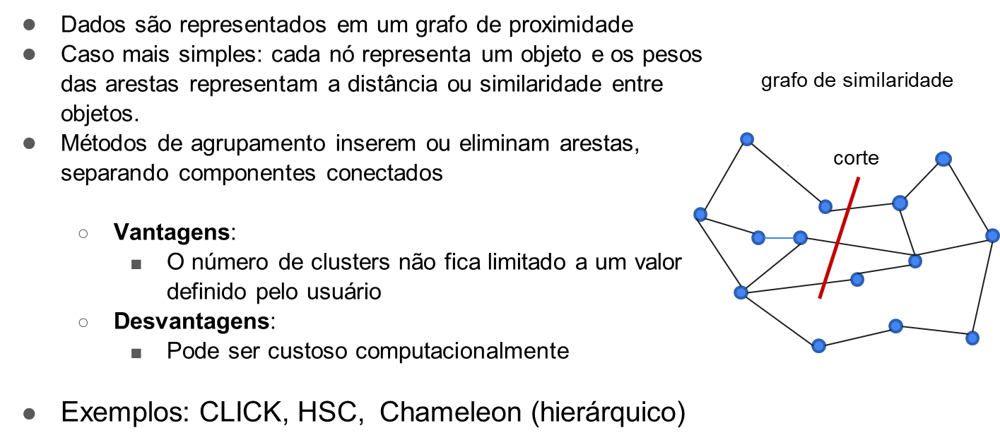 ● Dados são representados em um grafo de proximidade
● Caso mais simples: cada nó representa um objeto e os pesos
das arestas representam a distância ou similaridade entre
objetos.
● Métodos de agrupamento inserem ou eliminam arestas,
separando componentes conectados
○ Vantagens:
■ O número de clusters não fica limitado a um valor
definido pelo usuário
○ Desvantagens:
■ Pode ser custoso computacionalmente
● Exemplos: CLICK, HSC, Chameleon (hierárquico)
grafo de similaridade
corte